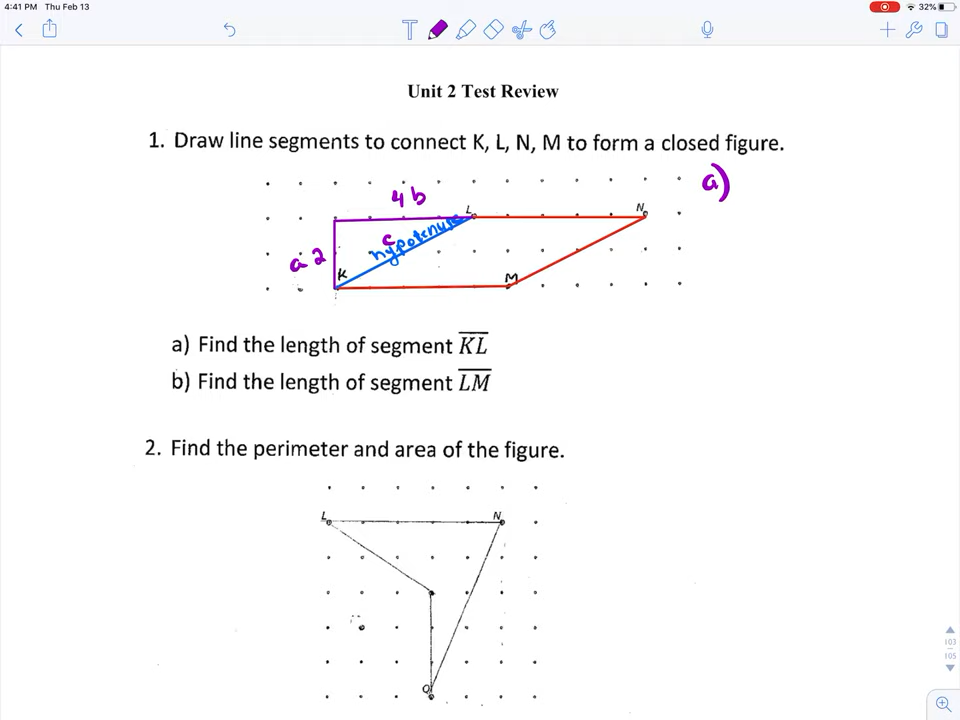 4:41 PM Thu Feb 13
32%
T
Unit 2 Test Review
1. Draw line segments to connect K, L, N, M to form a closed figure.
a)
4 b
L
N
c
hypotenuse
a 2
K
M
a) Find the length of segment KL
b) Find the length of segment LM
2. Find the perimeter and area of the figure.
L
N
Q
103
105